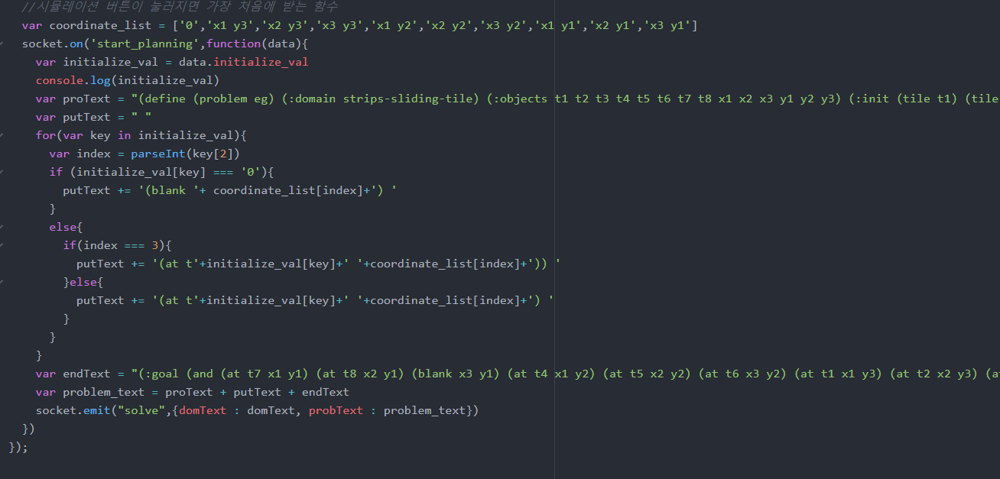 //시뮬레이션 버튼이 눌러지면 가장 처음에 받는 함수
var coordinate_list = ['0','x1 y3','x2 y3','x3 y3','x1 y2','x2 y2','x3 y2','x1 y1','x2 y1','x3 y1']
socket.on('start_planning',function(data){
var initialize_val = data.initialize_val
console.log(initialize_val)
var proText = "(define (problem eg) (:domain strips-sliding-tile) (:objects t1 t2 t3 t4 t5 t6 t7 t8 x1 x2 x3 y1 y2 y3) (:init (tile t1) (tile
var putText = " "
for(var key in initialize_val){
var index = parseInt(key[2])
if (initialize_val[key] === '0'){
putText += '(blank '+ coordinate_list[index]+') '
}
else{
if(index === 3){
putText += '(at t'+initialize_val[key]+' '+coordinate_list[index]+')) '
}else{
putText += '(at t'+initialize_val[key]+' '+coordinate_list[index]+') '
}
}
}
var endText = "(:goal (and (at t7 x1 y1) (at t8 x2 y1) (blank x3 y1) (at t4 x1 y2) (at t5 x2 y2) (at t6 x3 y2) (at t1 x1 y3) (at t2 x2 y3) (a
var problem_text = proText + putText + endText
socket.emit("solve",{domText : domText, probText : problem_text})
})
});